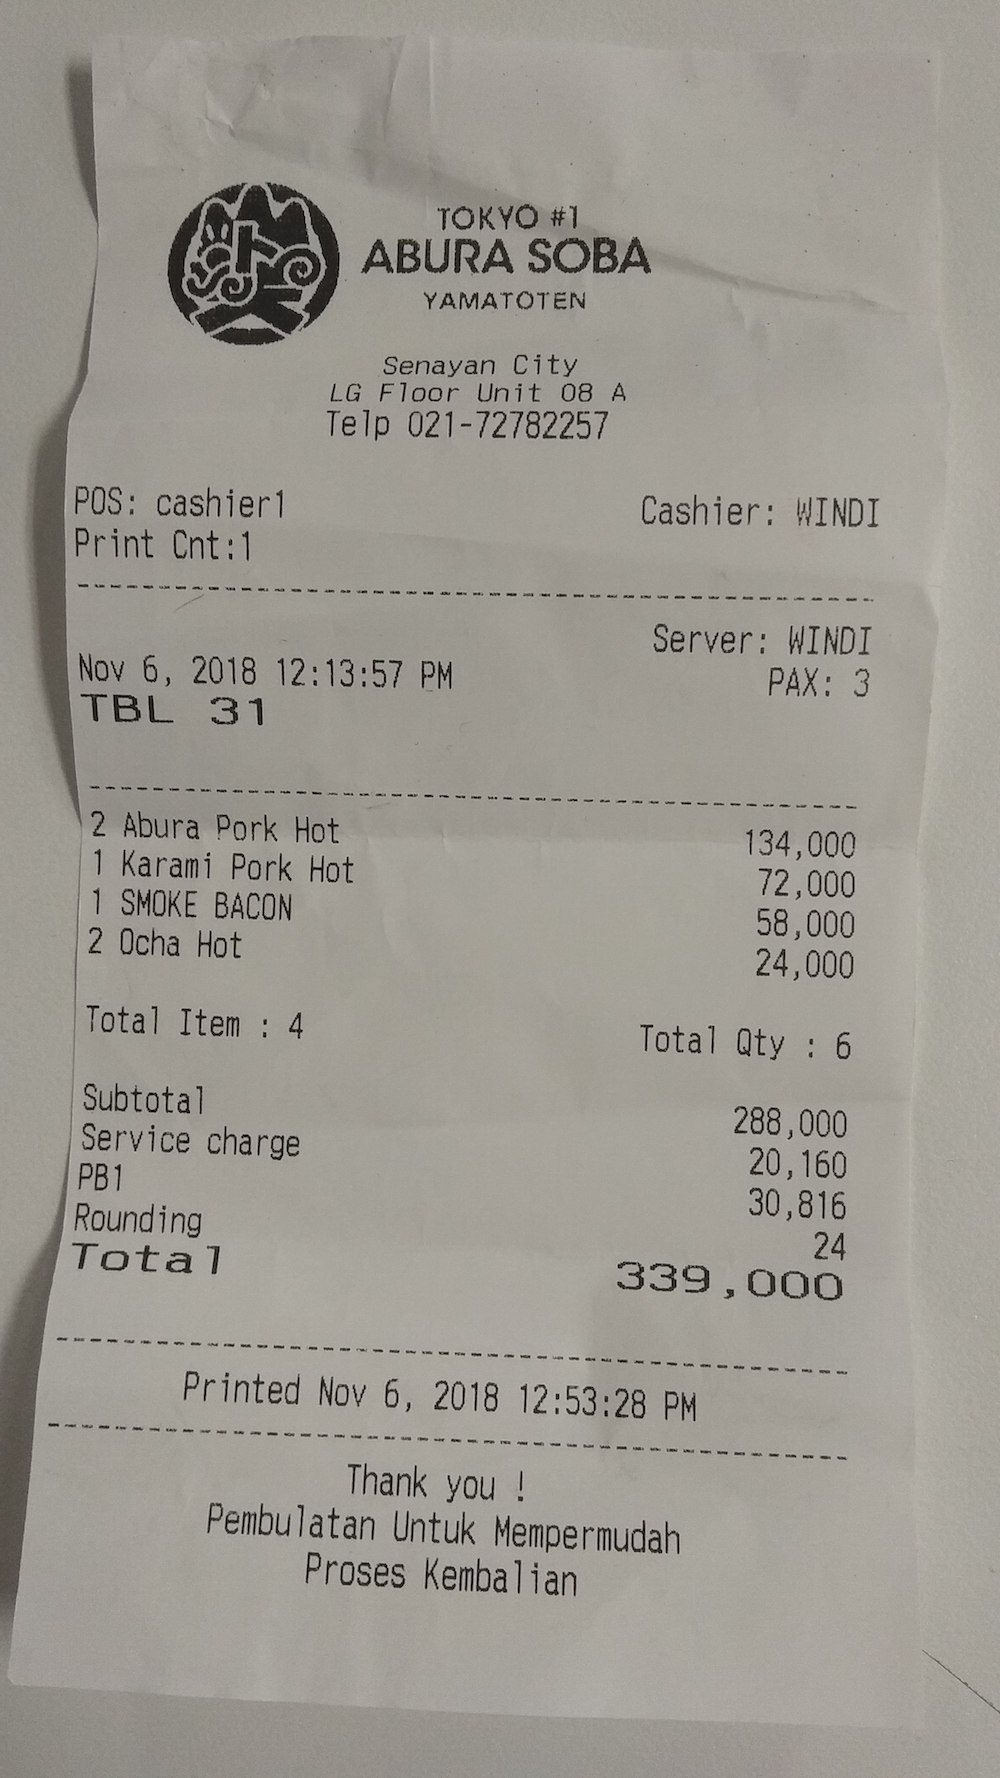 TOKYO #1
ABURA SOBA
YAMATOTEN
Senayan City
LG Floor Unit 08 A
Telp 021-72782257
POS: cashier1 Cashier: WINDI
Print Cnt:1
Server: WINDI
Nov 6, 2018 12:13:57 PM PAX: 3
TBL 31
2 Abura Pork Hot 134,000
1 Karami Pork Hot 72,000
1 SMOKE BACON 58,000
2 Ocha Hot 24,000
Total Item : 4 Total Qty : 6
Subtotal 288,000
Service charge 20,160
PB1 30,816
Rounding 24
Total 339,000
Printed Nov 6, 2018 12:53:28 PM
Thank you !
Pembulatan Untuk Mempermudah
Proses Kembalian